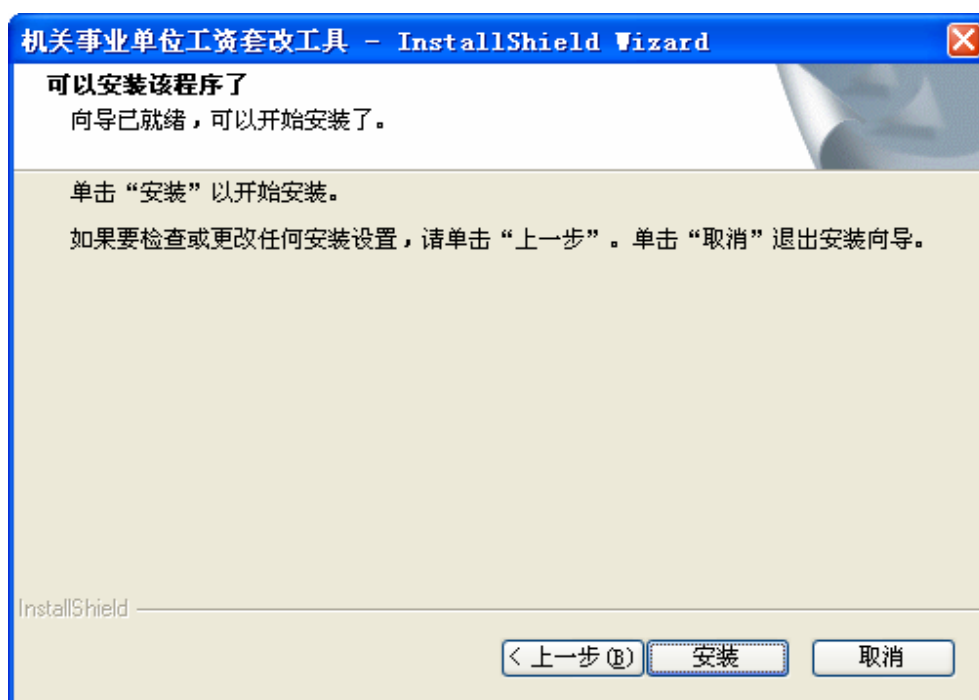 机关事业单位工资套改工具 - InstallShield Wizard
可以安装该程序了
向导已就绪，可以开始安装了。
单击“安装”以开始安装。
如果要检查或更改任何安装设置，请单击“上一步”。单击“取消”退出安装向导。
InstallShield
< 上一步(B) 安装 取消